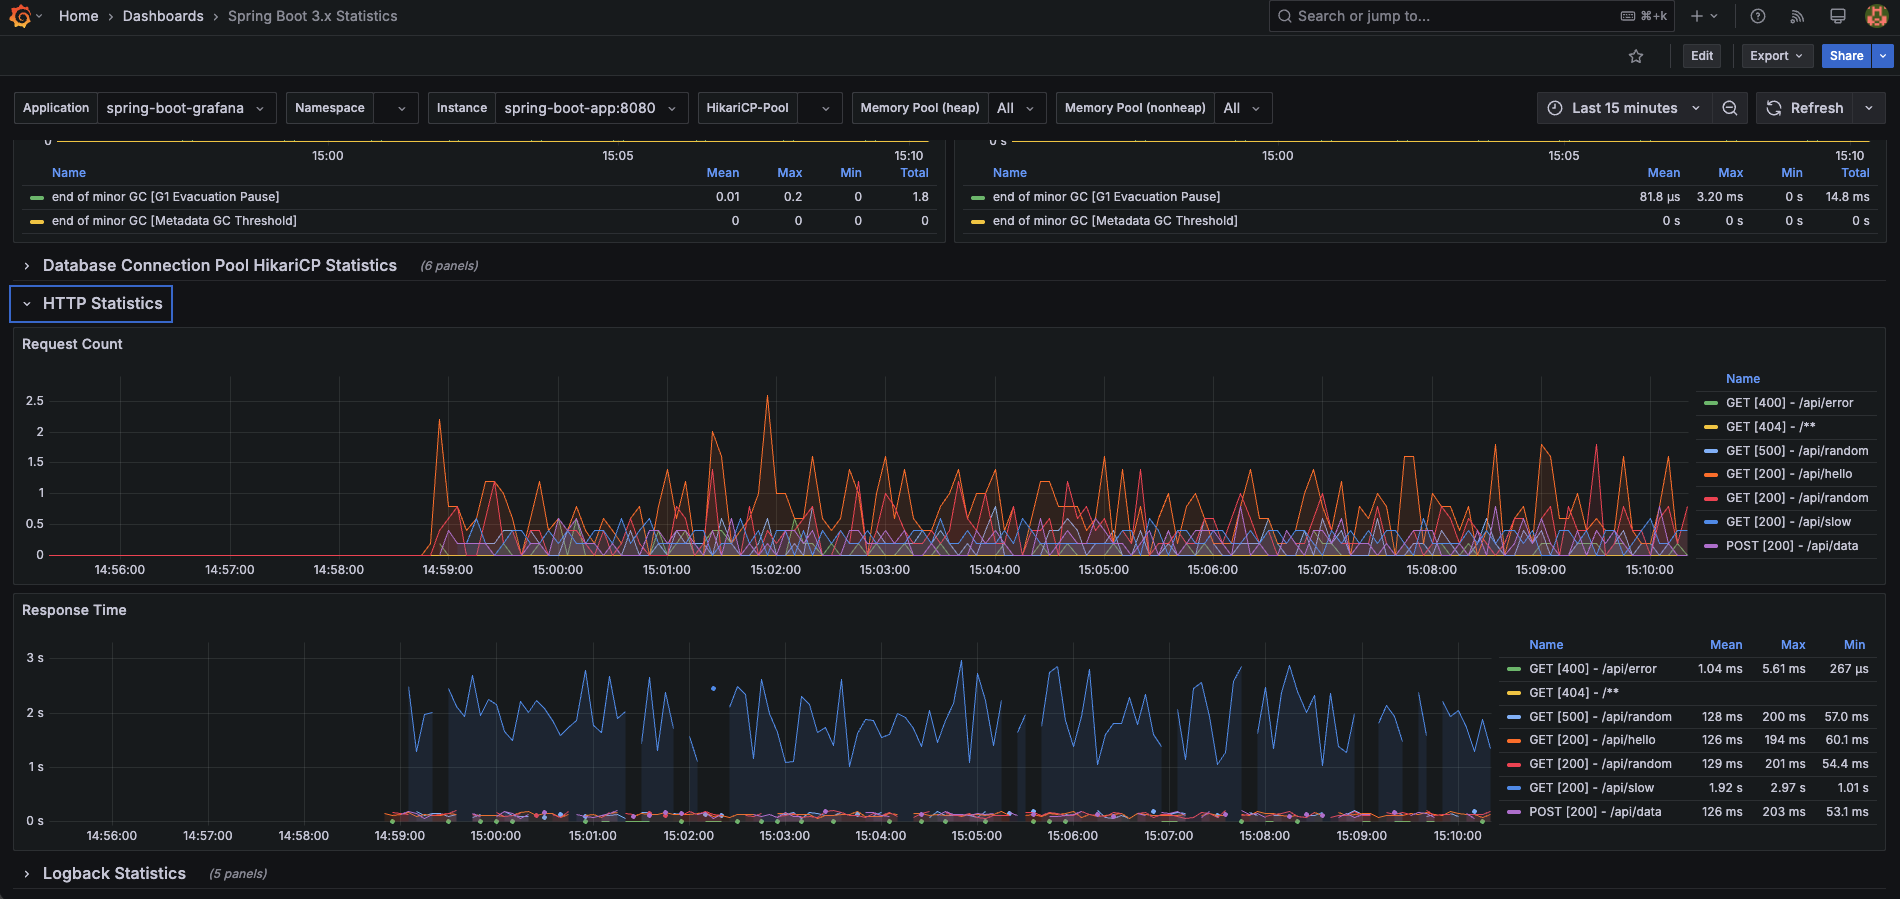 Home › Dashboards › Spring Boot 3.x Statistics
Search or jump to...
⌘+k
Edit
Export
Share
Application spring-boot-grafana
Namespace
Instance spring-boot-app:8080
HikariCP-Pool
Memory Pool (heap) All
Memory Pool (nonheap) All
Last 15 minutes
Refresh
0
15:00 15:05 15:10
Name Mean Max Min Total
end of minor GC [G1 Evacuation Pause] 0.01 0.2 0 1.8
end of minor GC [Metadata GC Threshold] 0 0 0 0
0 s
15:00 15:05 15:10
Name Mean Max Min Total
end of minor GC [G1 Evacuation Pause] 81.8 µs 3.20 ms 0 s 14.8 ms
end of minor GC [Metadata GC Threshold] 0 s 0 s 0 s 0 s
Database Connection Pool HikariCP Statistics (6 panels)
HTTP Statistics
Request Count
2.5
2
1.5
1
0.5
0
14:56:00 14:57:00 14:58:00 14:59:00 15:00:00 15:01:00 15:02:00 15:03:00 15:04:00 15:05:00 15:06:00 15:07:00 15:08:00 15:09:00 15:10:00
Name
GET [400] - /api/error
GET [404] - /**
GET [500] - /api/random
GET [200] - /api/hello
GET [200] - /api/random
GET [200] - /api/slow
POST [200] - /api/data
Response Time
3 s
2 s
1 s
0 s
14:56:00 14:57:00 14:58:00 14:59:00 15:00:00 15:01:00 15:02:00 15:03:00 15:04:00 15:05:00 15:06:00 15:07:00 15:08:00 15:09:00 15:10:00
Name Mean Max Min
GET [400] - /api/error 1.04 ms 5.61 ms 267 µs
GET [404] - /**
GET [500] - /api/random 128 ms 200 ms 57.0 ms
GET [200] - /api/hello 126 ms 194 ms 60.1 ms
GET [200] - /api/random 129 ms 201 ms 54.4 ms
GET [200] - /api/slow 1.92 s 2.97 s 1.01 s
POST [200] - /api/data 126 ms 203 ms 53.1 ms
Logback Statistics (5 panels)